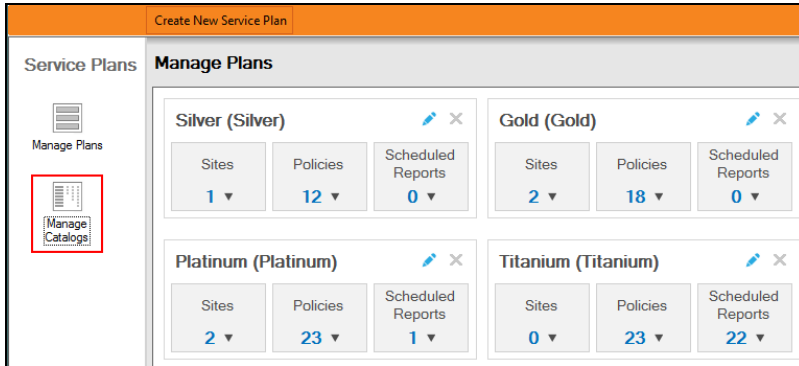 Create New Service Plan
Service Plans
Manage Plans
Manage Plans
Manage
Catalogs
Silver (Silver)
Sites
Policies
Scheduled
Reports
1 ▼
12 ▼
0 ▼
Gold (Gold)
Sites
Policies
Scheduled
Reports
2 ▼
18 ▼
0 ▼
Platinum (Platinum)
Sites
Policies
Scheduled
Reports
2 ▼
23 ▼
1 ▼
Titanium (Titanium)
Sites
Policies
Scheduled
Reports
0 ▼
23 ▼
22 ▼